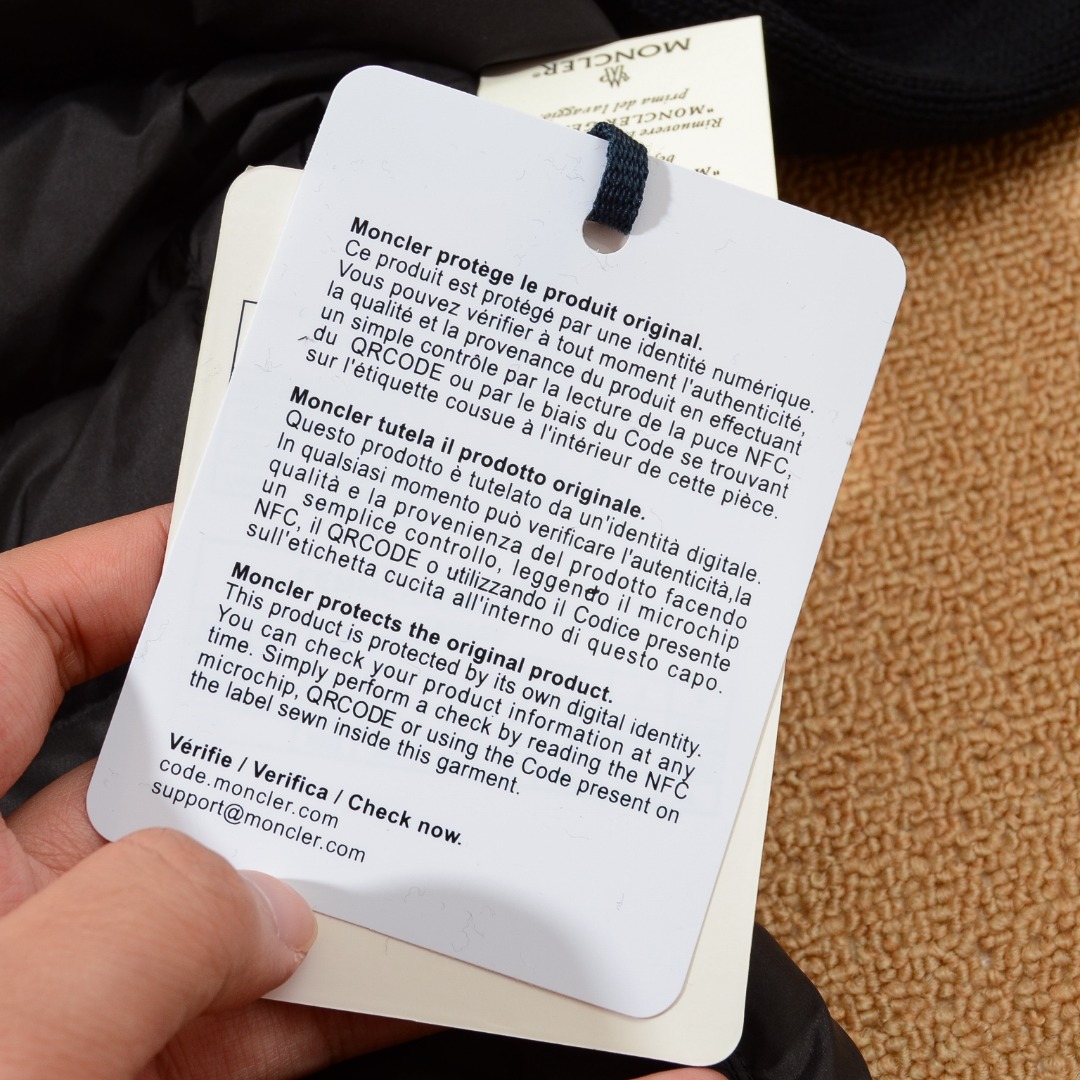 MONCLER
prima del lavaggio.
Rimuovere
"MONCLER
Moncler protège le produit original.
Ce produit est protégé par une identité numérique.
Vous pouvez vérifier à tout moment l'authenticité,
la qualité et la provenance du produit en effectuant
un simple contrôle par la lecture de la puce NFC,
du QRCODE ou par le biais du Code se trouvant
sur l'étiquette cousue à l'intérieur de cette pièce.
Moncler tutela il prodotto originale.
Questo prodotto è tutelato da un'identità digitale.
In qualsiasi momento può verificare l'autenticità,la
qualità e la provenienza del prodotto facendo
un semplice controllo, leggendo il microchip
NFC, il QRCODE o utilizzando il Codice presente
sull'etichetta cucita all'interno di questo capo.
Moncler protects the original product.
This product is protected by its own digital identity.
You can check your product information at any
time. Simply perform a check by reading the NFC
microchip, QRCODE or using the Code present on
the label sewn inside this garment.
Vérifie / Verifica / Check now.
code.moncler.com
support@moncler.com